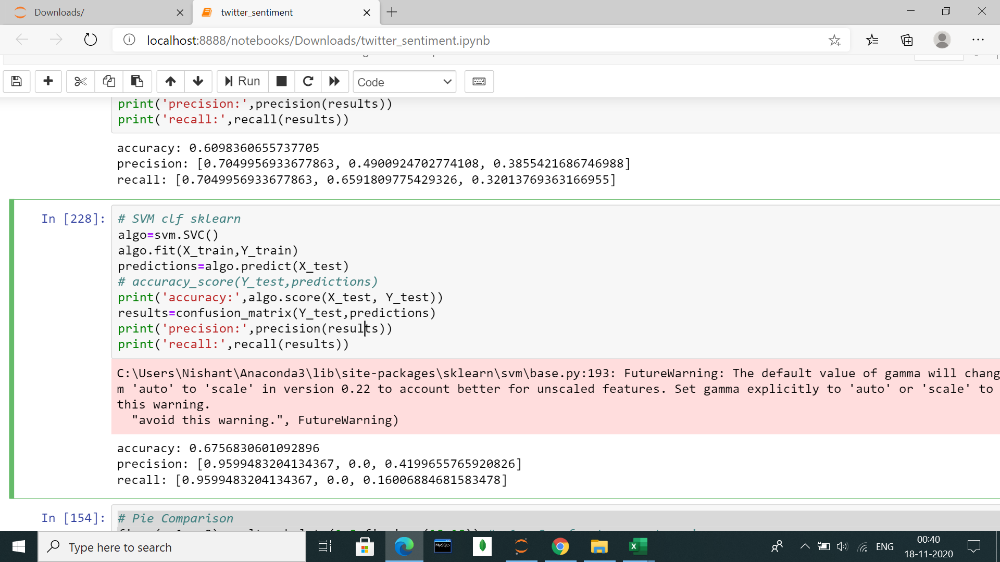 Downloads/
twitter_sentiment
localhost:8888/notebooks/Downloads/twitter_sentiment.ipynb
Run
Code
print('precision:',precision(results))
print('recall:',recall(results))
accuracy: 0.6098360655737705
precision: [0.7049956933677863, 0.4900924702774108, 0.3855421686746988]
recall: [0.7049956933677863, 0.6591809775429326, 0.32013769363166955]
In [228]:
# SVM clf sklearn
algo=svm.SVC()
algo.fit(X_train,Y_train)
predictions=algo.predict(X_test)
# accuracy_score(Y_test,predictions)
print('accuracy:',algo.score(X_test, Y_test))
results=confusion_matrix(Y_test,predictions)
print('precision:',precision(results))
print('recall:',recall(results))
C:\Users\Nishant\Anaconda3\lib\site-packages\sklearn\svm\base.py:193: FutureWarning: The default value of gamma will chang
m 'auto' to 'scale' in version 0.22 to account better for unscaled features. Set gamma explicitly to 'auto' or 'scale' to
this warning.
"avoid this warning.", FutureWarning)
accuracy: 0.6756830601092896
precision: [0.9599483204134367, 0.0, 0.4199655765920826]
recall: [0.9599483204134367, 0.0, 0.16006884681583478]
In [154]:
# Pie Comparison
Type here to search
MySQL
ENG
00:40
18-11-2020